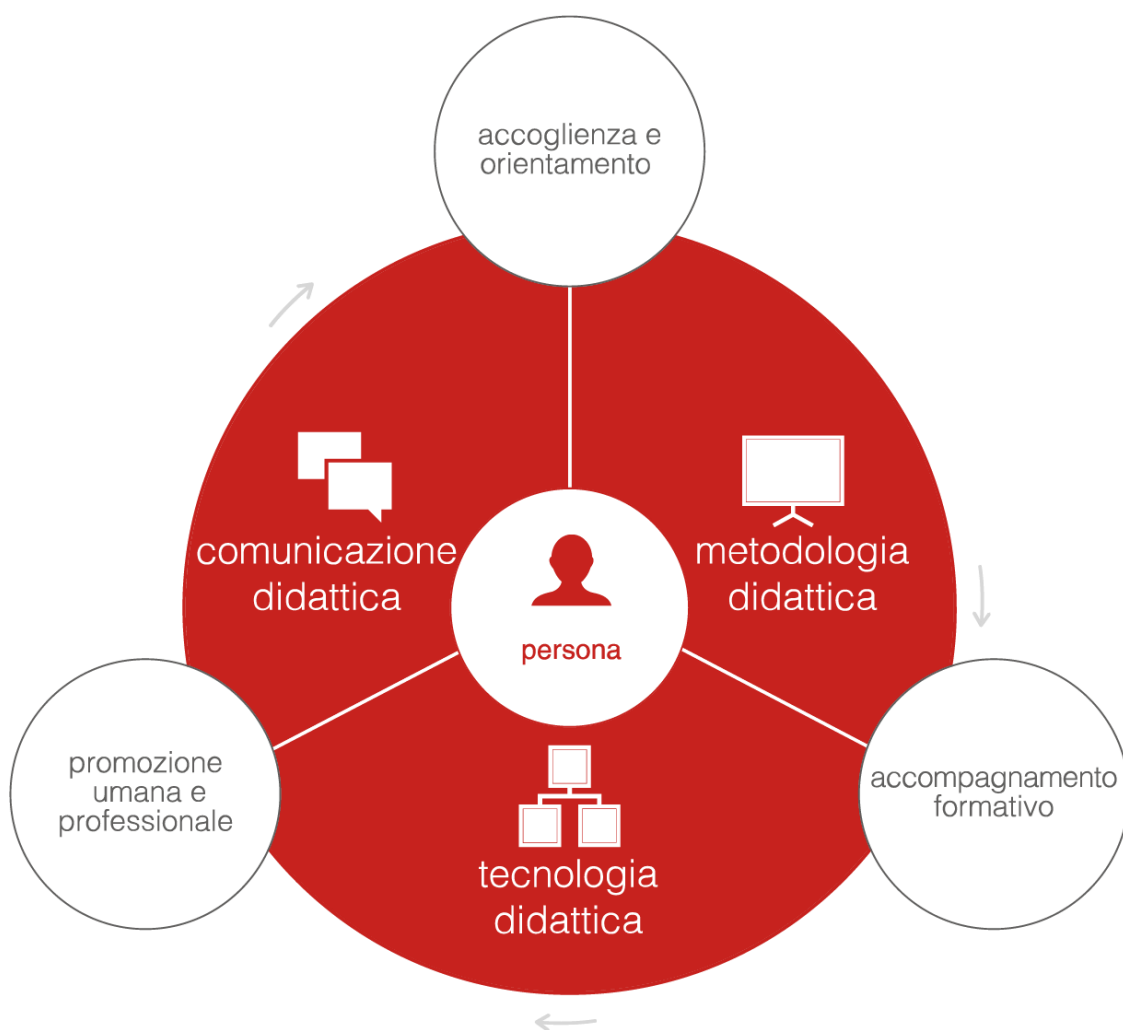 accoglienza e
orientamento
comunicazione
didattica
metodologia
didattica
persona
promozione
umana e
professionale
accompagnamento
formativo
tecnologia
didattica